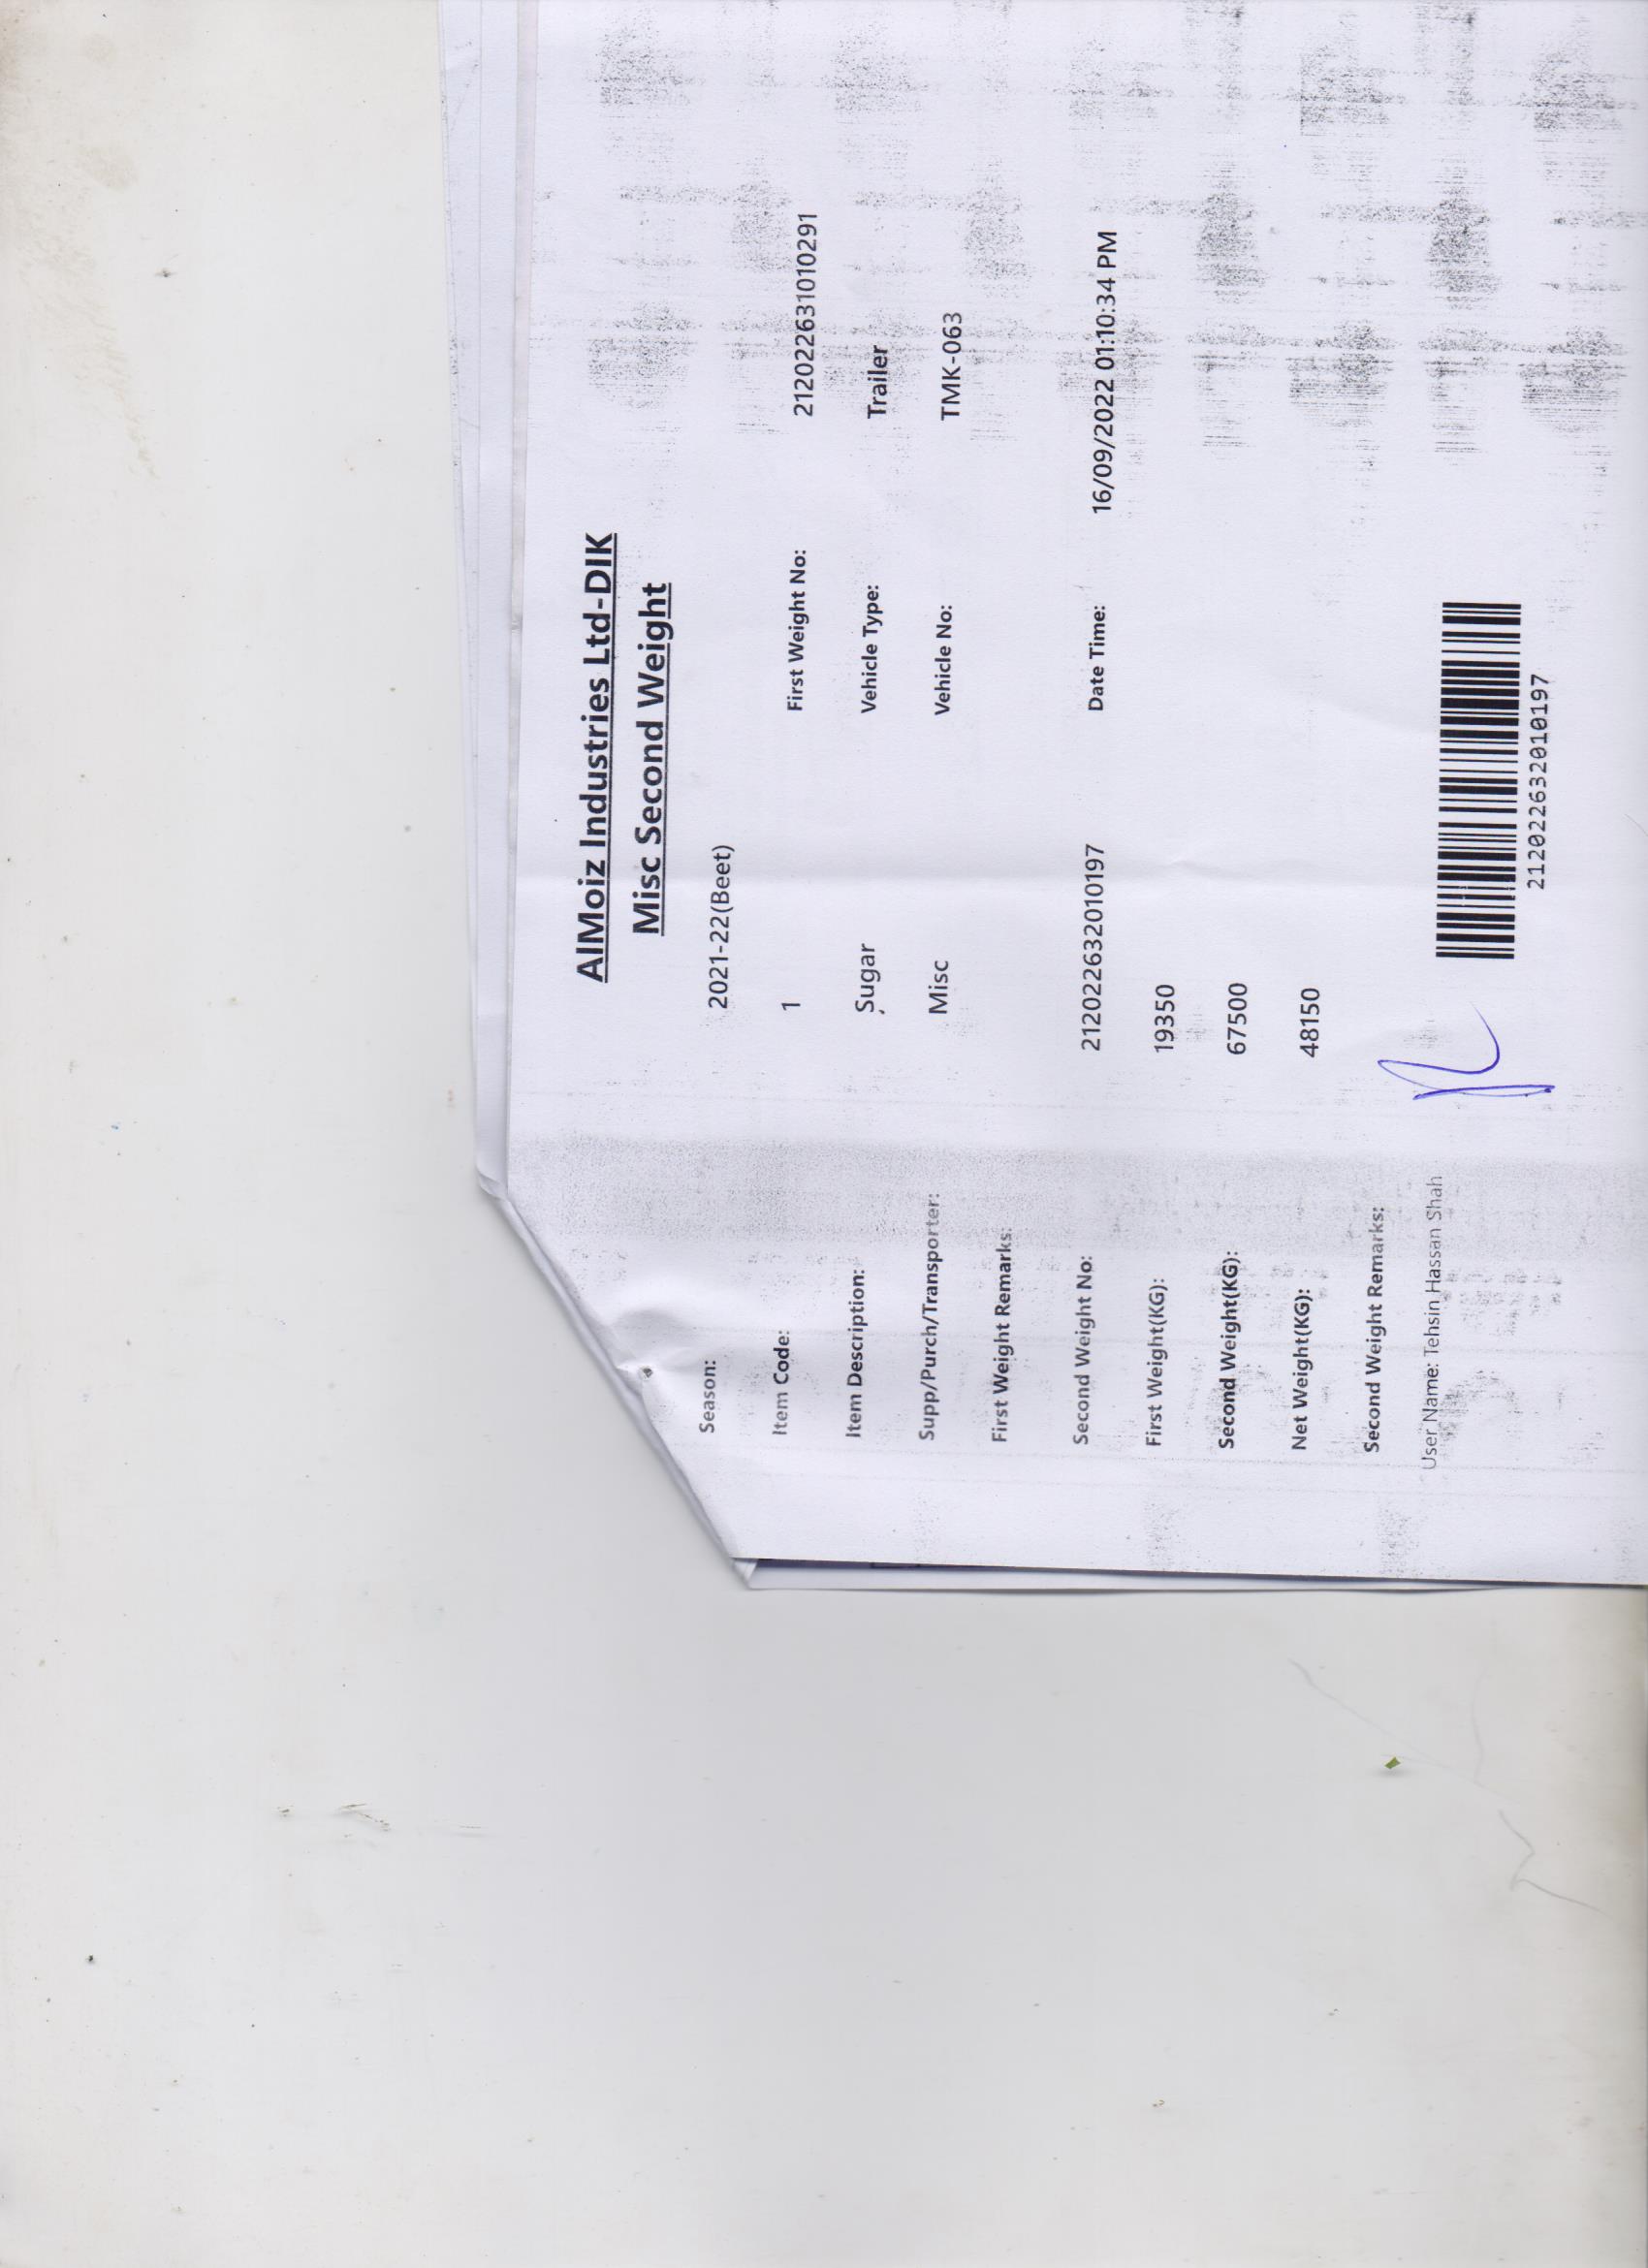 AlMoiz Industries Ltd-DIK
Misc Second Weight
Season: 2021-22(Beet)
Item Code: 1 First Weight No: 212022631010291
Item Description: Sugar Vehicle Type: Trailer
Supp/Purch/Transporter: Misc Vehicle No: TMK-063
First Weight Remarks:
Second Weight No: 212022632010197 Date Time: 16/09/2022 01:10:34 PM
First Weight(KG): 19350
Second Weight(KG): 67500
Net Weight(KG): 48150
Second Weight Remarks:
User Name: Tehsin Hassan Shah
212022632010197